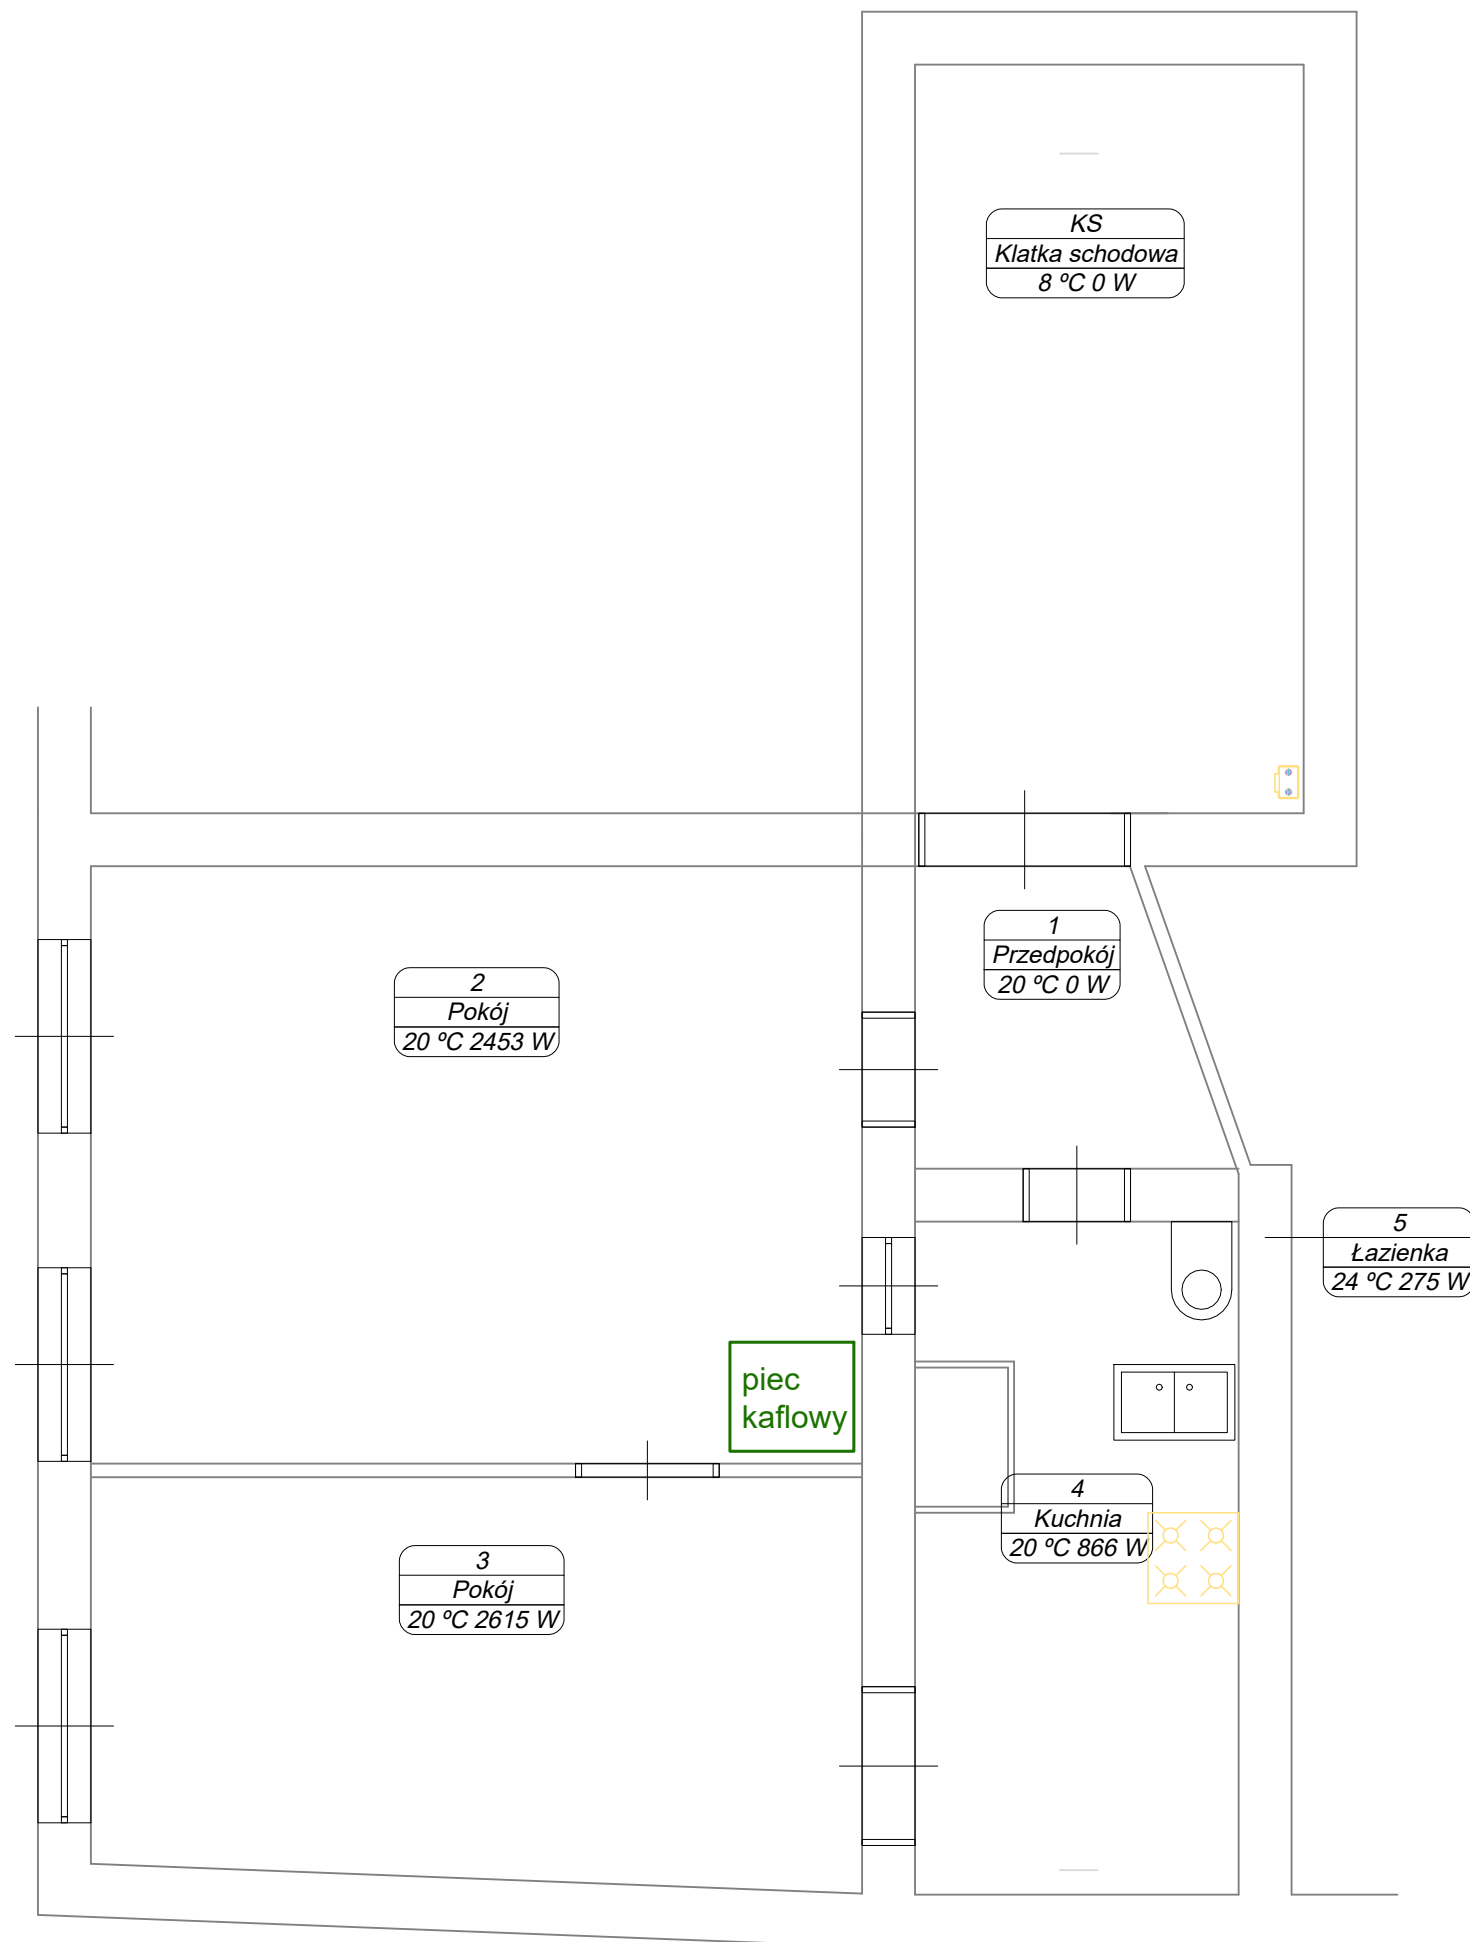 KS
Klatka schodowa
8 ºC 0 W
1
Przedpokój
20 ºC 0 W
2
Pokój
20 ºC 2453 W
5
Łazienka
24 ºC 275 W
piec
kaflowy
4
Kuchnia
20 ºC 866 W
3
Pokój
20 ºC 2615 W